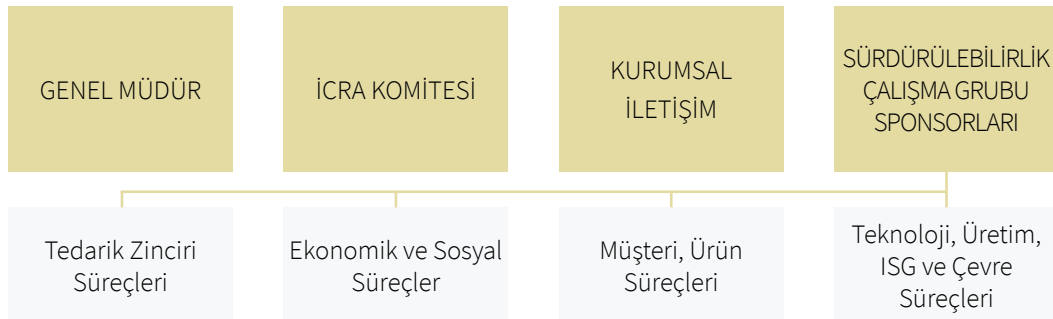 GENEL MÜDÜR
İCRA KOMİTESİ
KURUMSAL
İLETİŞİM
SÜRDÜRÜLEBİLİRLİK
ÇALIŞMA GRUBU
SPONSORLARI
Tedarik Zinciri
Süreçleri
Ekonomik ve Sosyal
Süreçler
Müşteri, Ürün
Süreçleri
Teknoloji, Üretim,
ISG ve Çevre
Süreçleri